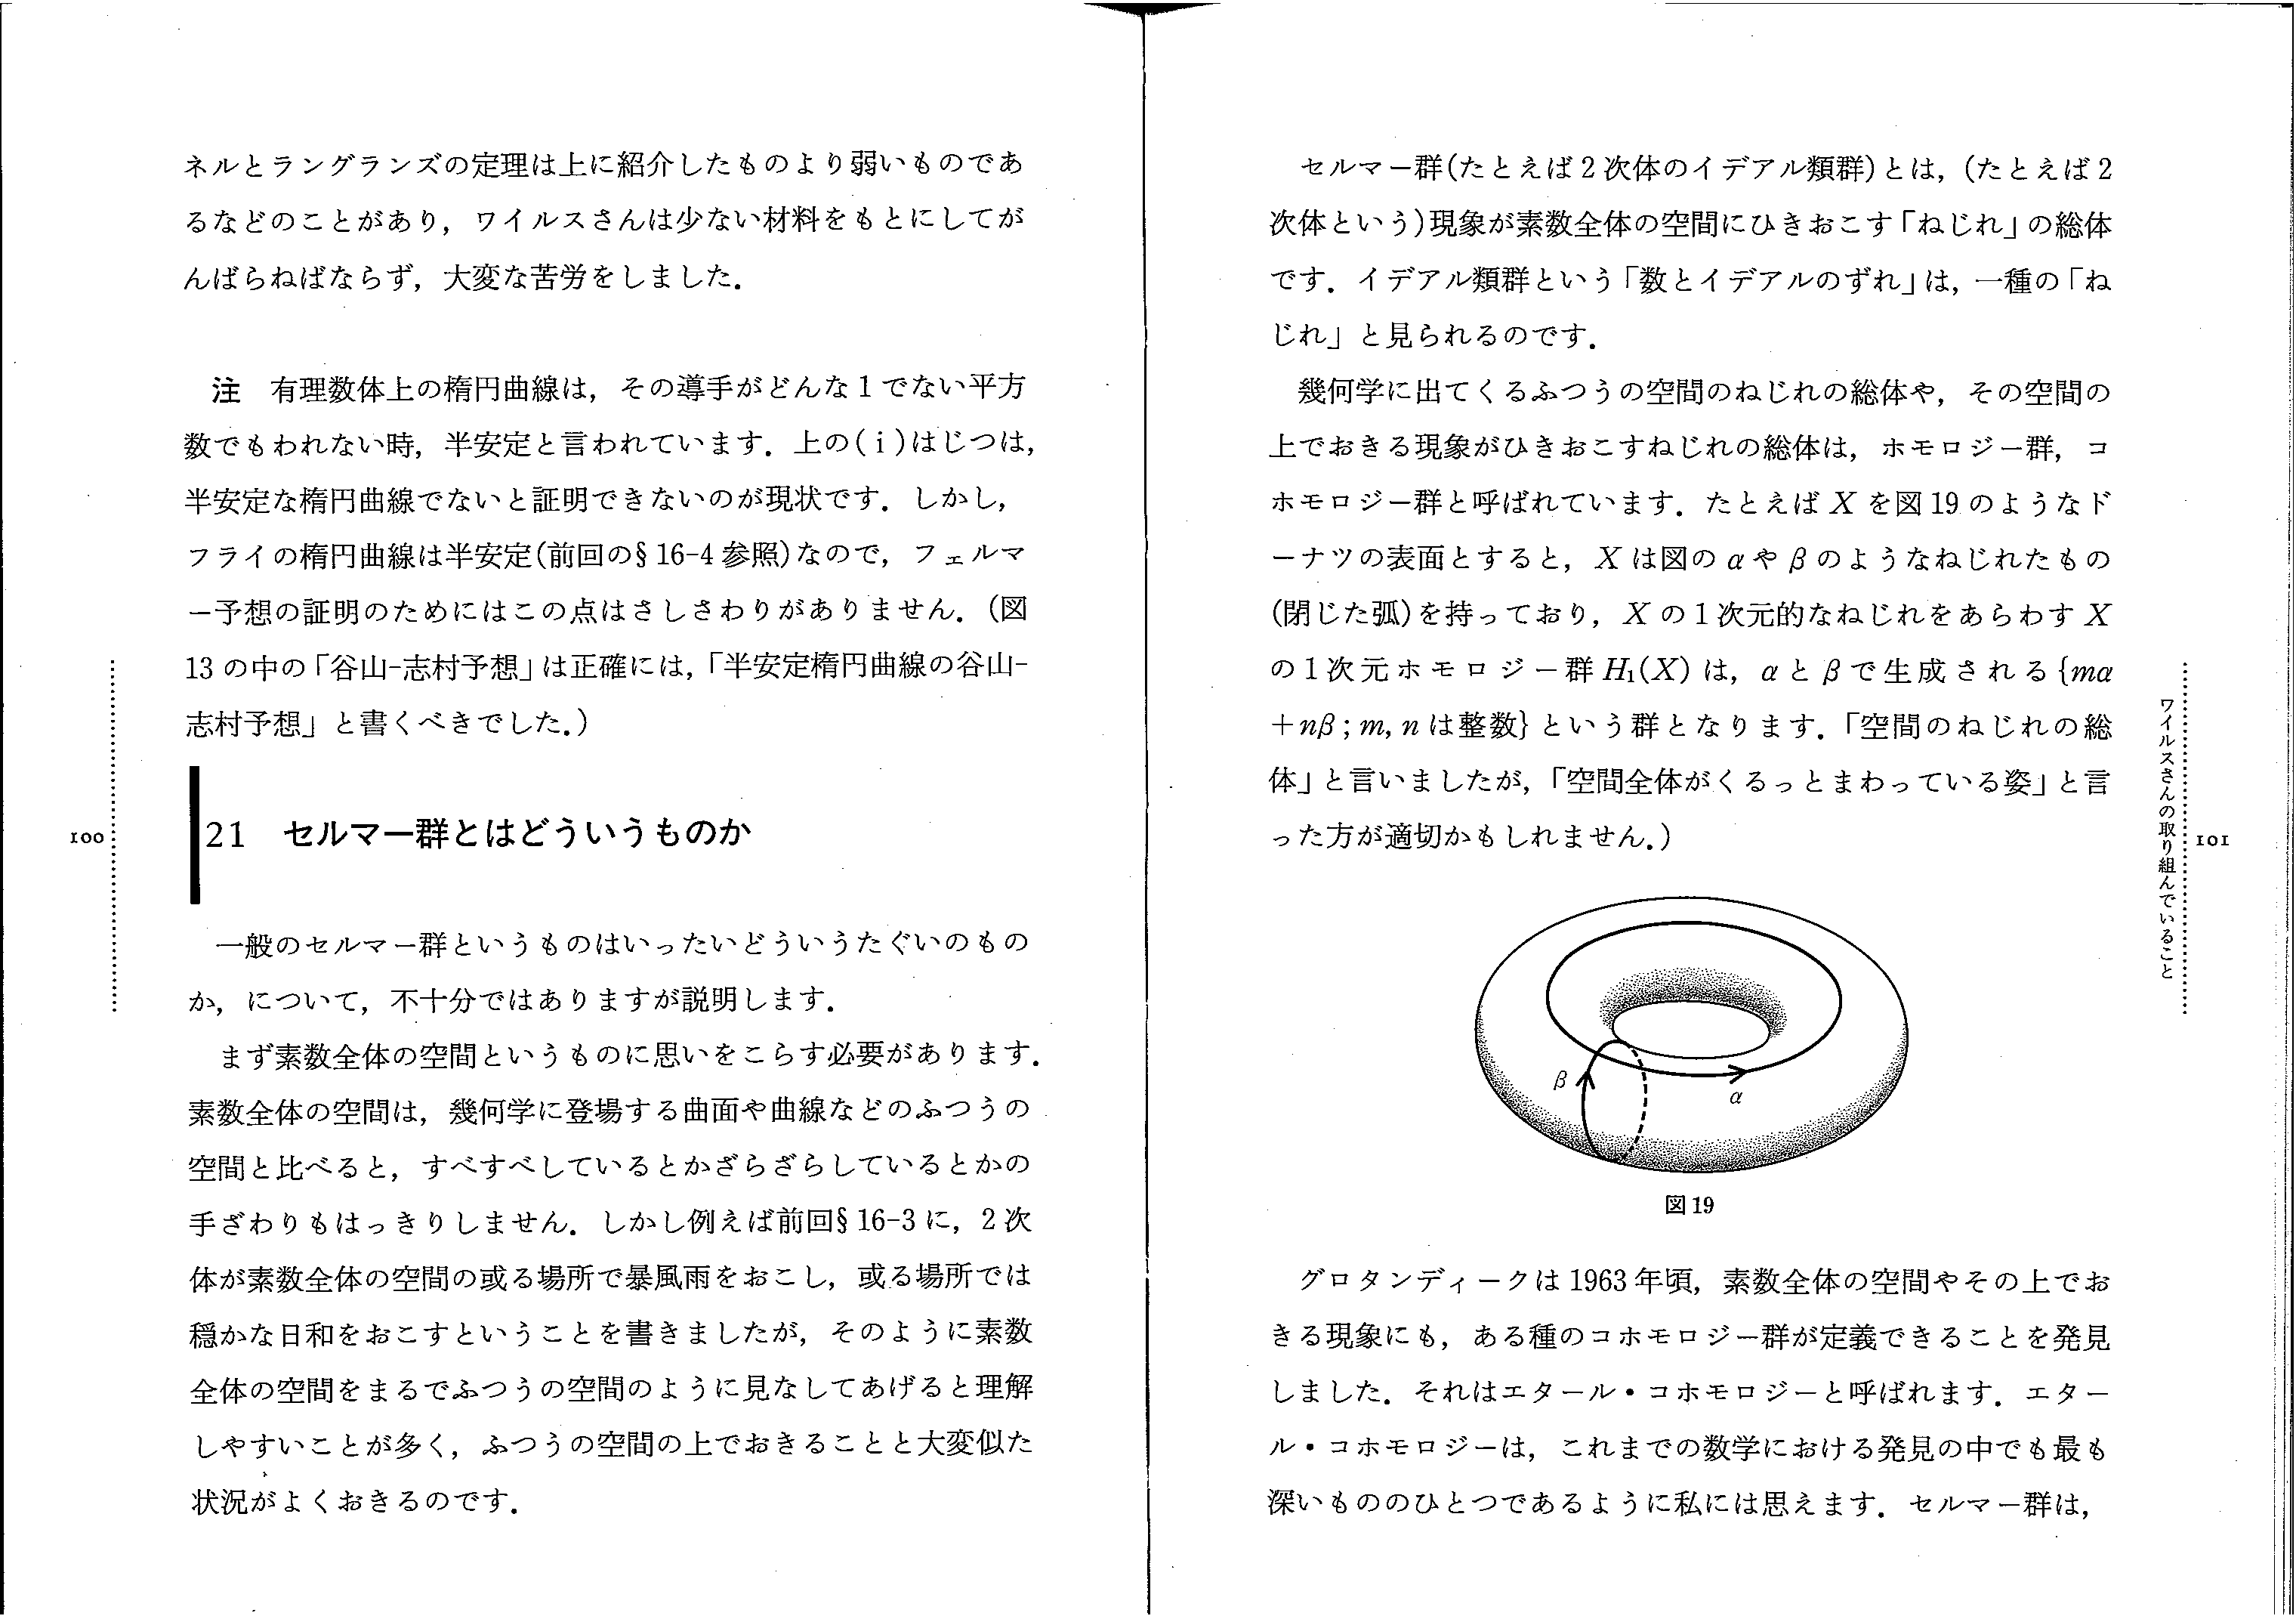 ネルとラングランズの定理は上に紹介したものより弱いものであ
るなどのことがあり，ワイルスさんは少ない材料をもとにしてが
んばらねばならず，大変な苦労をしました．
注　有理数体上の楕円曲線は，その導手がどんな1でない平方
数でもわれない時，半安定と言われています．上の(ⅰ)はじつは，
半安定な楕円曲線でないと証明できないのが現状です．しかし，
フライの楕円曲線は半安定(前回の§16-4参照)なので，フェルマ
ー予想の証明のためにはこの点はさしさわりがありません．(図
13の中の「谷山-志村予想」は正確には，「半安定楕円曲線の谷山-
志村予想」と書くべきでした．)
21　セルマー群とはどういうものか
一般のセルマー群というものはいったいどういうたぐいのもの
か，について，不十分ではありますが説明します．
まず素数全体の空間というものに思いをこらす必要があります．
素数全体の空間は，幾何学に登場する曲面や曲線などのふつうの
空間と比べると，すべすべしているとかざらざらしているとかの
手ざわりもはっきりしません．しかし例えば前回§16-3に，2次
体が素数全体の空間の或る場所で暴風雨をおこし，或る場所では
穏かな日和をおこすということを書きましたが，そのように素数
全体の空間をまるでふつうの空間のように見なしてあげると理解
しやすいことが多く，ふつうの空間の上でおきることと大変似た
状況がよくおきるのです．
100
セルマー群(たとえば2次体のイデアル類群)とは，(たとえば2
次体という)現象が素数全体の空間にひきおこす「ねじれ」の総体
です．イデアル類群という「数とイデアルのずれ」は，一種の「ね
じれ」と見られるのです．
幾何学に出てくるふつうの空間のねじれの総体や，その空間の
上でおきる現象がひきおこすねじれの総体は，ホモロジー群，コ
ホモロジー群と呼ばれています．たとえばXを図19のようなド
ーナツの表面とすると，Xは図のαやβのようなねじれたもの
(閉じた弧)を持っており，Xの1次元的なねじれをあらわすX
の1次元ホモロジー群H₁(X)は，αとβで生成される{mα
＋nβ; m, nは整数}という群となります．「空間のねじれの総
体」と言いましたが，「空間全体がくるっとまわっている姿」と言
った方が適切かもしれません．)
β
α
図19
グロタンディークは1963年頃，素数全体の空間やその上でお
きる現象にも，ある種のコホモロジー群が定義できることを発見
しました．それはエタール・コホモロジーと呼ばれます．エター
ル・コホモロジーは，これまでの数学における発見の中でも最も
深いもののひとつであるように私には思えます．セルマー群は，
ワイルスさんの取り組んでいること
101